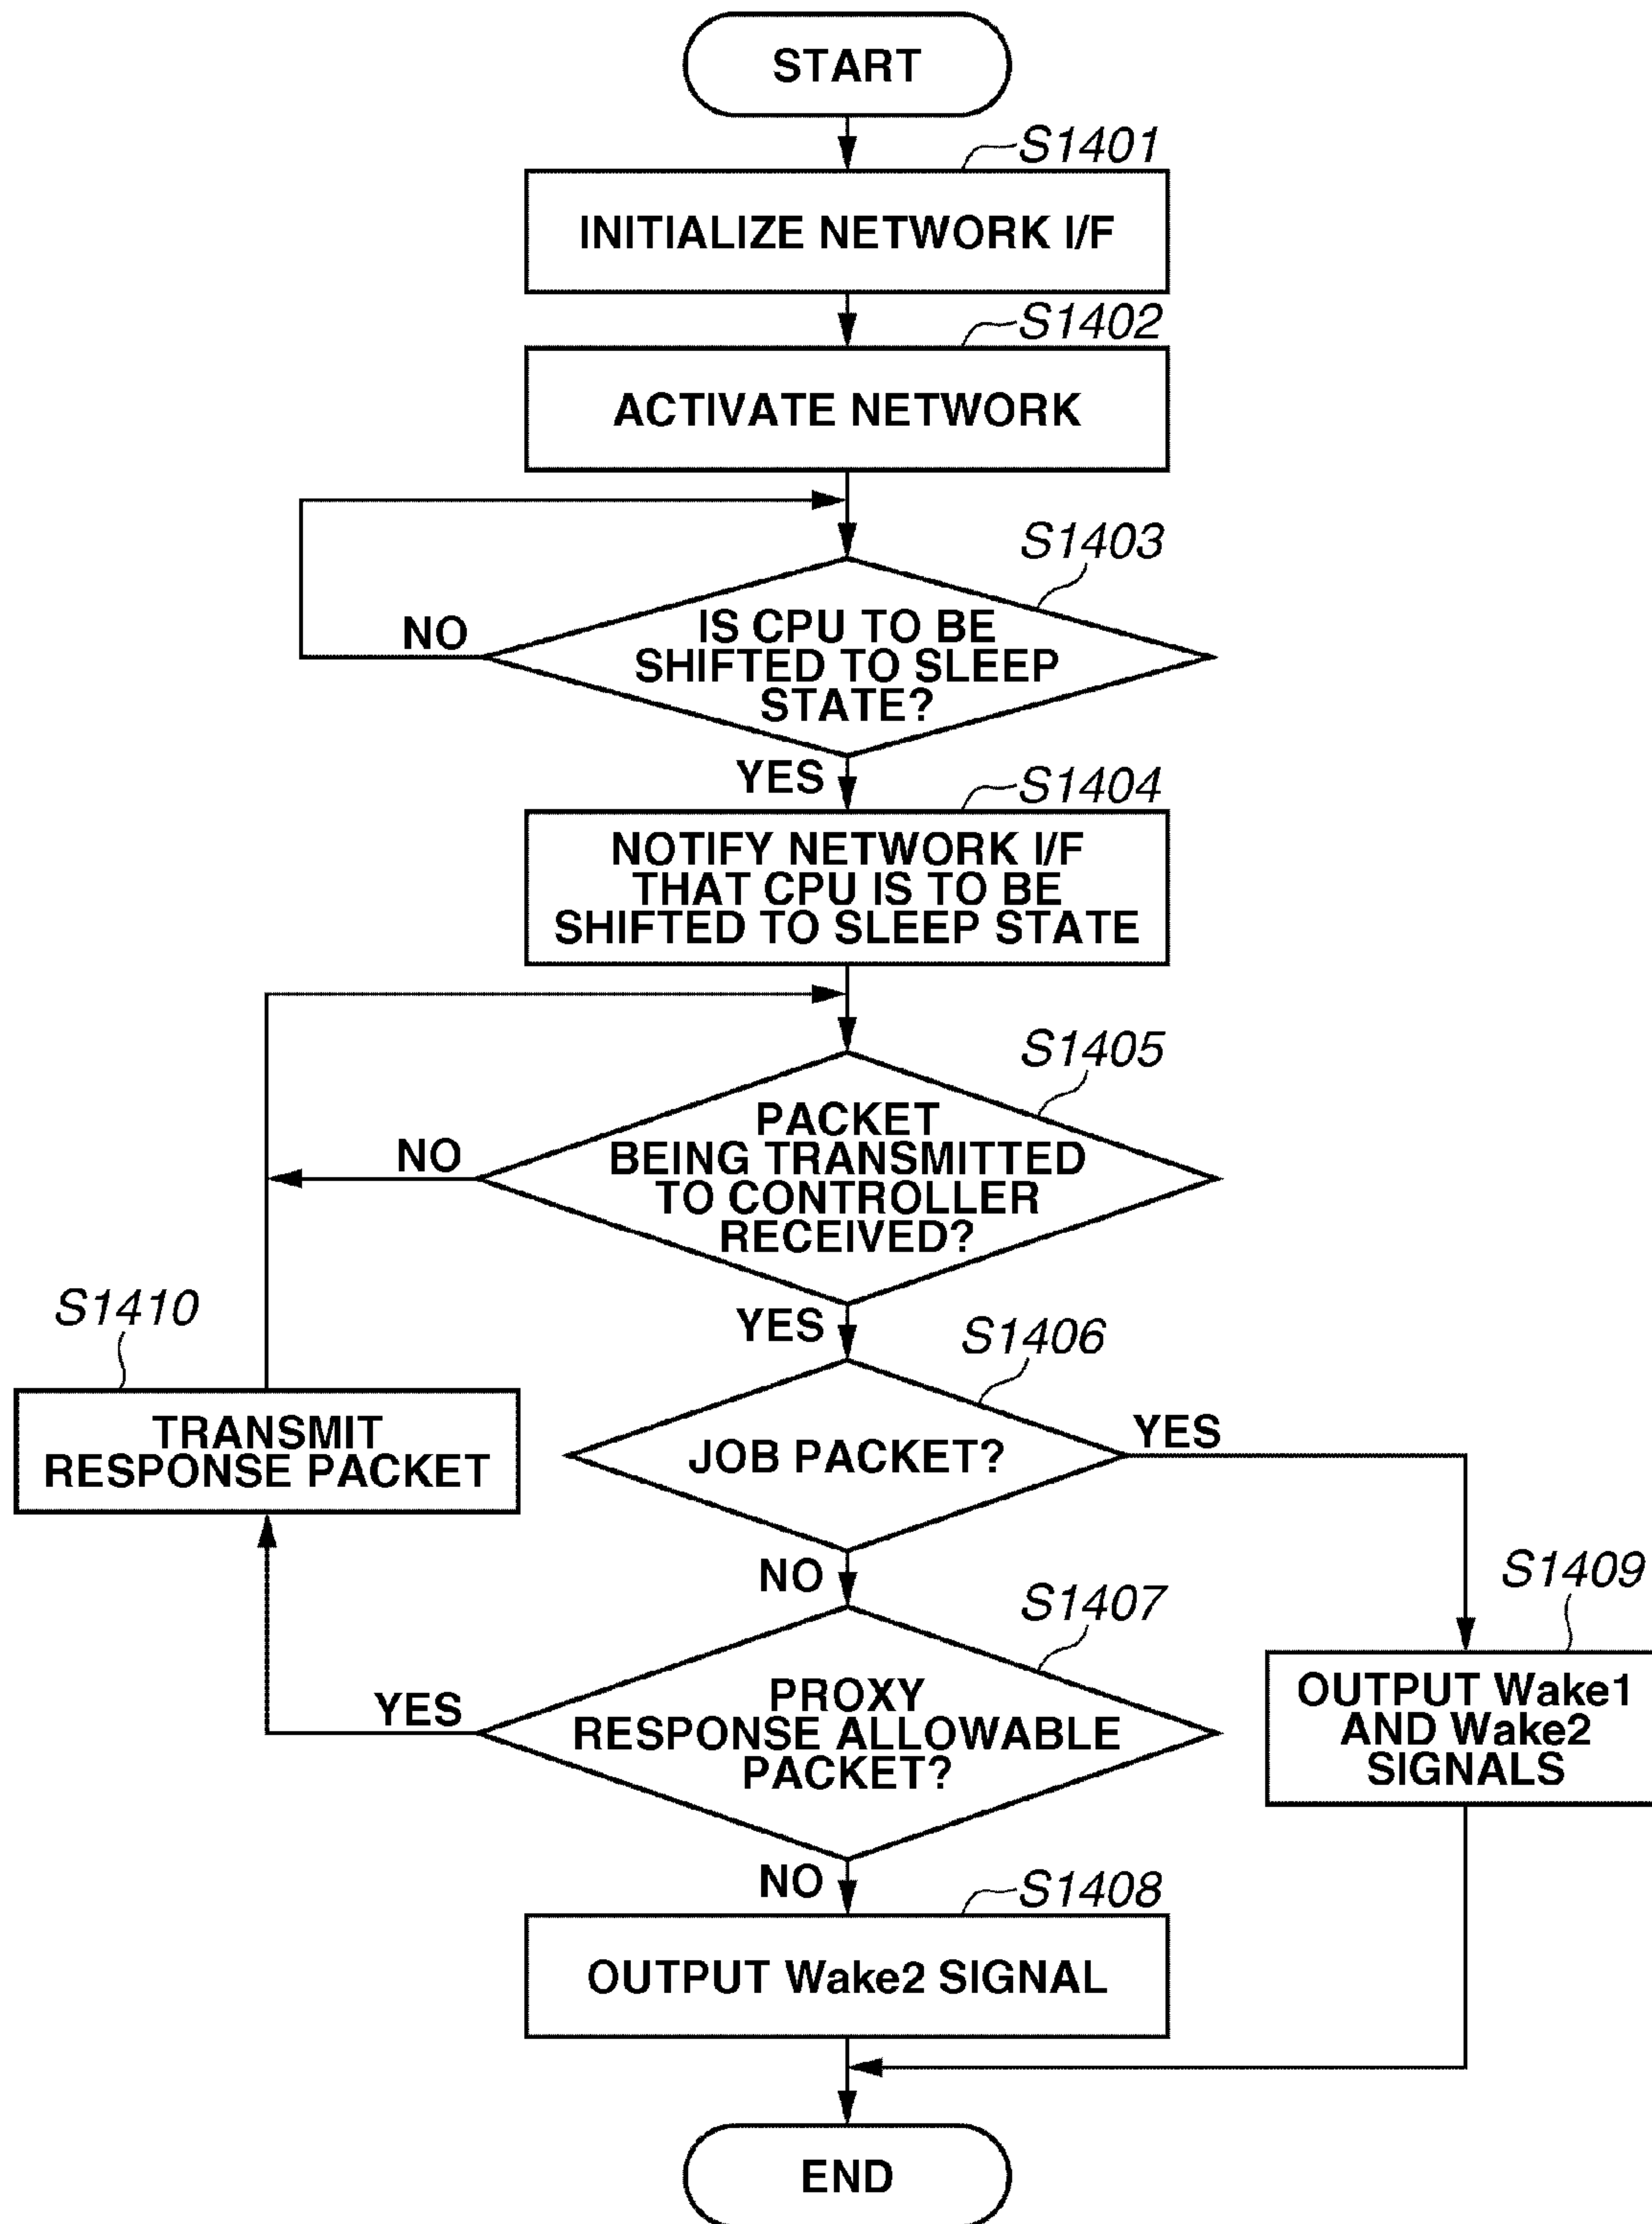 START
S1401
INITIALIZE NETWORK I/F
S1402
ACTIVATE NETWORK
S1403
IS CPU TO BE
SHIFTED TO SLEEP
STATE?
NO
YES
S1404
NOTIFY NETWORK I/F
THAT CPU IS TO BE
SHIFTED TO SLEEP STATE
S1405
PACKET
BEING TRANSMITTED
TO CONTROLLER
RECEIVED?
NO
YES
S1410
TRANSMIT
RESPONSE PACKET
S1406
JOB PACKET?
YES
NO
S1409
OUTPUT Wake1
AND Wake2
SIGNALS
S1407
PROXY
RESPONSE ALLOWABLE
PACKET?
YES
NO
S1408
OUTPUT Wake2 SIGNAL
END